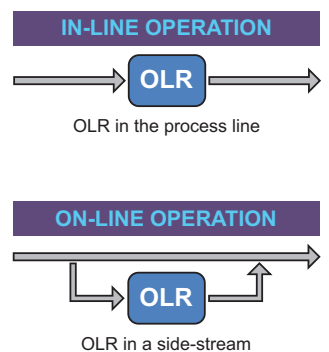 IN-LINE OPERATION
OLR
OLR in the process line
ON-LINE OPERATION
OLR
OLR in a side-stream